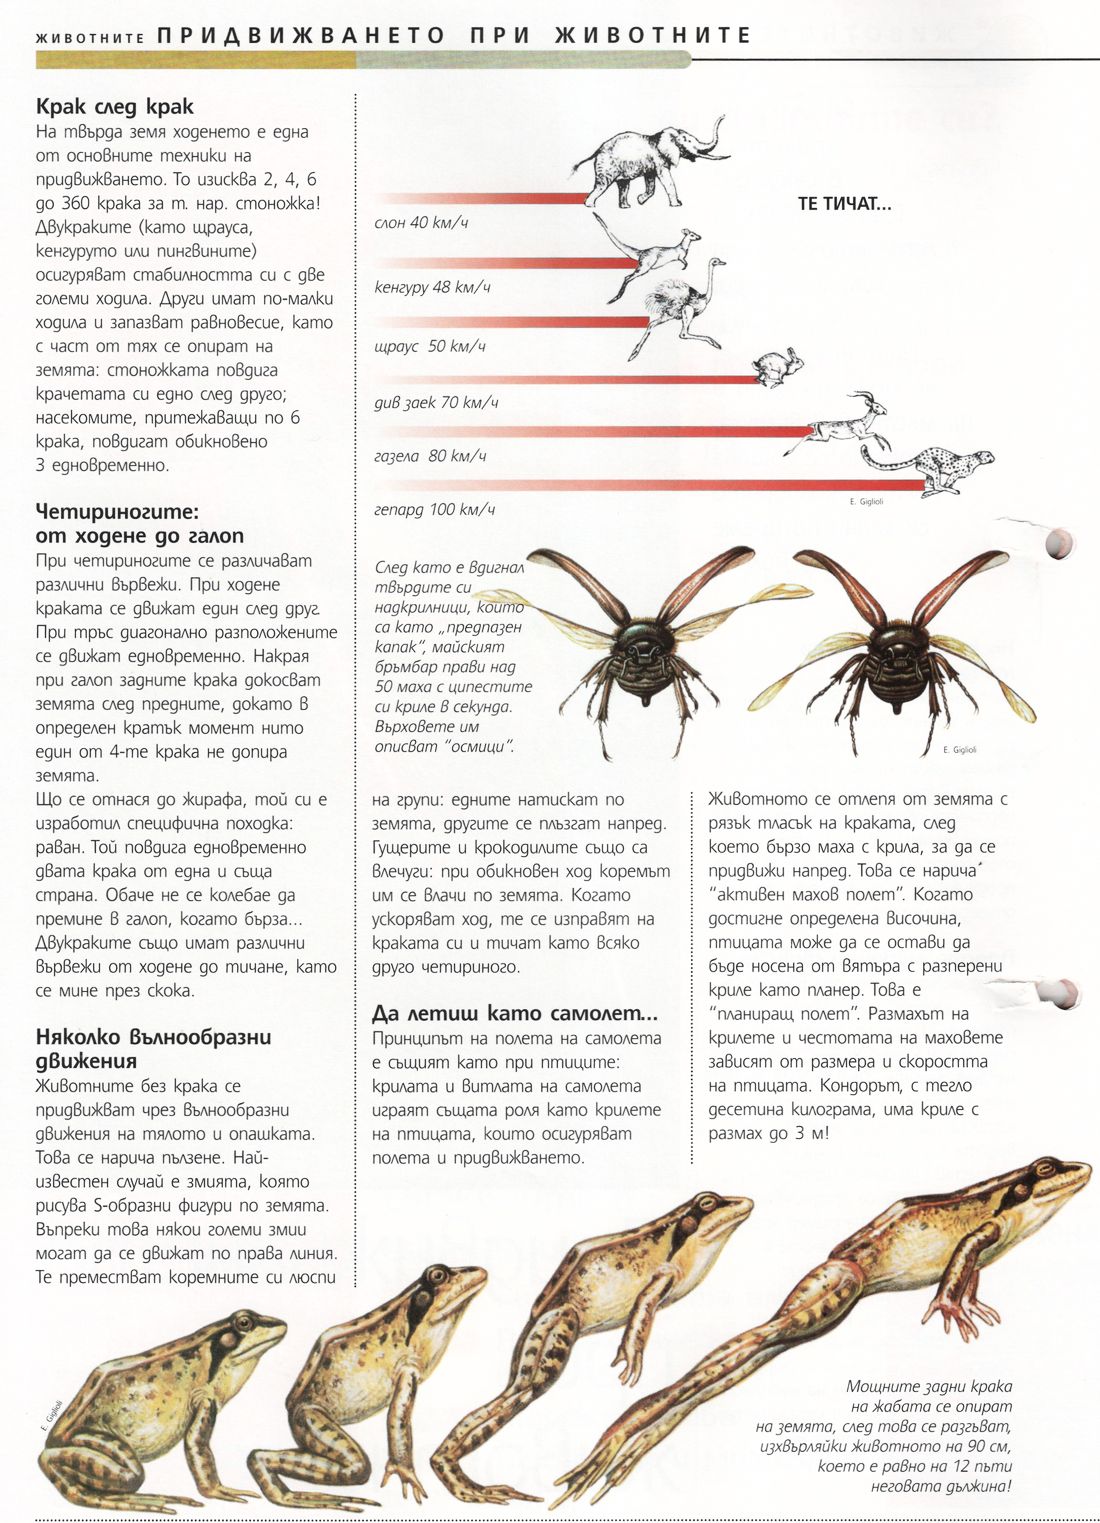 ЖИВОТНИТЕ ПРИДВИЖВАНЕТО ПРИ ЖИВОТНИТЕ
Крак след крак
На твърда земя ходенето е една
от основните техники на
придвижването. То изисква 2, 4, 6
до 360 крака за т. нар. стоножка!
Двукраките (като щрауса,
кенгуруто или пингвините)
осигуряват стабилността си с две
големи ходила. Други имат по-малки
ходила и запазват равновесие, като
с част от тях се опират на
земята: стоножката повдига
крачетата си едно след друго;
насекомите, притежаващи по 6
крака, повдигат обикновено
3 едновременно.
Четириногите:
от ходене до галоп
При четириногите се различават
различни вървежи. При ходене
краката се движат един след друг.
При тръс диагонално разположените
се движат едновременно. Накрая
при галоп задните крака докосват
земята след предните, докато в
определен кратък момент нито
един от 4-те крака не допира
земята.
Що се отнася до жирафа, той си е
изработил специфична походка:
раван. Той повдига едновременно
двата крака от една и съща
страна. Обаче не се колебае да
премине в галоп, когато бърза...
Двукраките също имат различни
вървежи от ходене до тичане, като
се мине през скока.
Няколко вълнообразни
движения
Животните без крака се
придвижват чрез вълнообразни
движения на тялото и опашката.
Това се нарича пълзене. Най-
известен случай е змията, която
рисува S-образни фигури по земята.
Въпреки това някои големи змии
могат да се движат по права линия.
Те преместват коремните си люспи
ТЕ ТИЧАТ...
слон 40 км/ч
кенгуру 48 км/ч
щраус 50 км/ч
див заек 70 км/ч
газела 80 км/ч
гепард 100 км/ч
E. Giglioli
След като е вдигнал
твърдите си
надкрилници, които
са като „предпазен
капак“, майският
бръмбар прави над
50 маха с ципестите
си криле в секунда.
Върховете им
описват “осмици”.
E. Giglioli
на групи: едните натискат по
земята, другите се плъзгат напред.
Гущерите и крокодилите също са
влечуги: при обикновен ход коремът
им се влачи по земята. Когато
ускоряват ход, те се изправят на
краката си и тичат като всяко
друго четириного.
Да летиш като самолет...
Принципът на полета на самолета
е същият като при птиците:
крилата и витлата на самолета
играят същата роля като крилете
на птицата, които осигуряват
полета и придвижването.
Животното се отлепя от земята с
рязък тласък на краката, след
което бързо маха с крила, за да се
придвижи напред. Това се нарича
“активен махов полет”. Когато
достигне определена височина,
птицата може да се остави да
бъде носена от вятъра с разперени
криле като планер. Това е
“планиращ полет”. Размахът на
крилете и честотата на маховете
зависят от размера и скоростта
на птицата. Кондорът, с тегло
десетина килограма, има криле с
размах до 3 м!
E. Giglioli
Мощните задни крака
на жабата се опират
на земята, след това се разгъват,
изхвърляйки животното на 90 см,
което е равно на 12 пъти
неговата дължина!